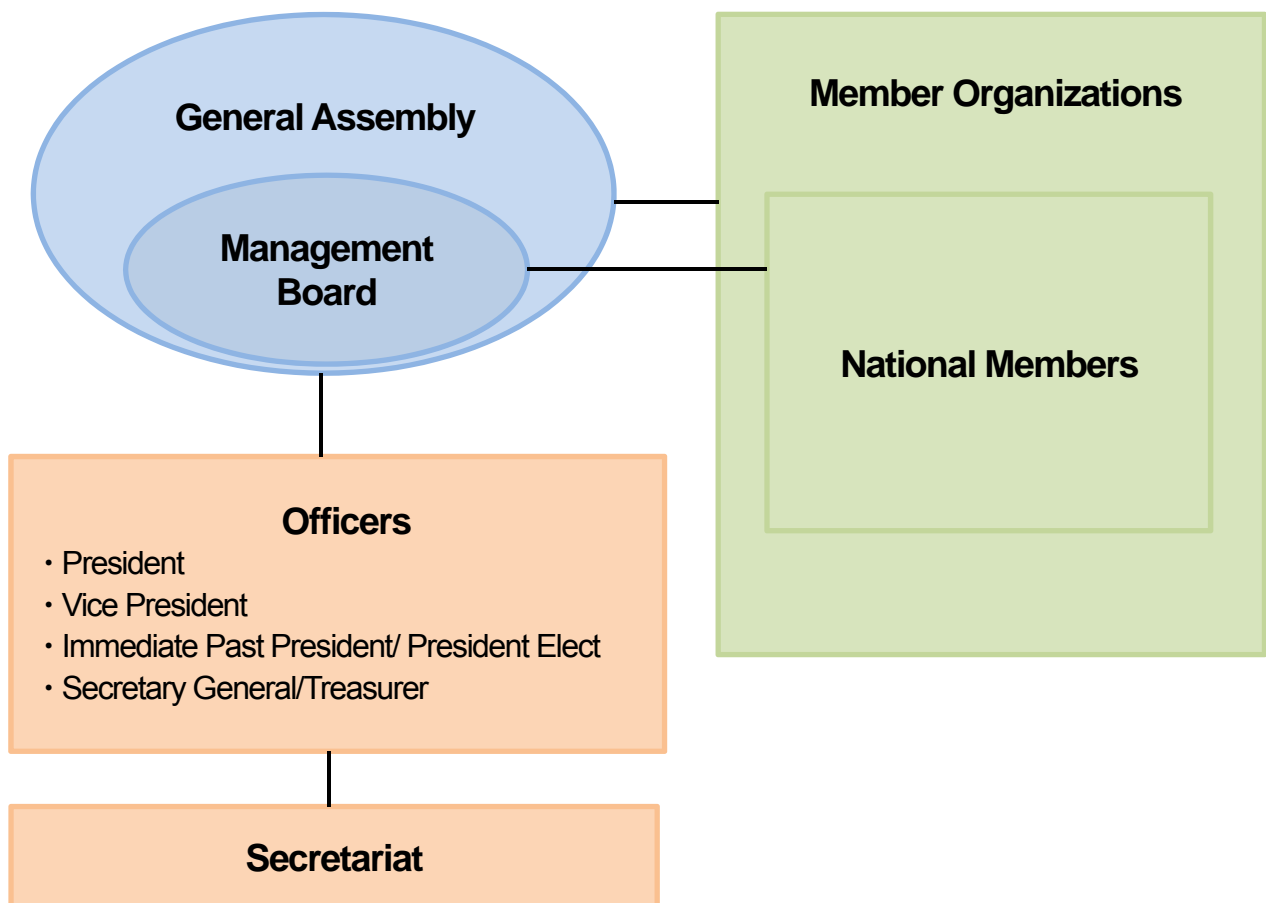 General Assembly
Management
Board
Member Organizations
National Members
Officers
・President
・Vice President
・Immediate Past President/ President Elect
・Secretary General/Treasurer
Secretariat